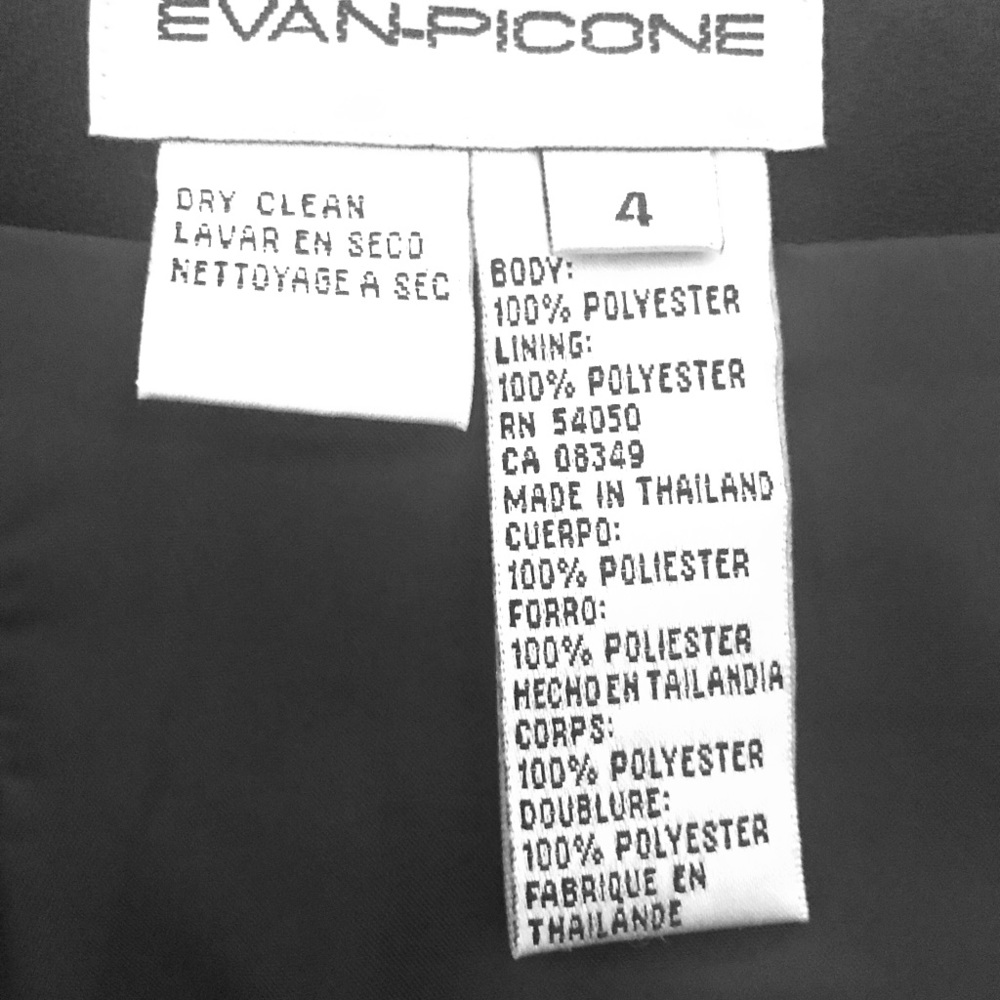 EVAN-PICONE
DRY CLEAN
LAVAR EN SECO
NETTOYAGE A SEC
4
BODY:
100% POLYESTER
LINING:
100% POLYESTER
RN 54050
CA 08349
MADE IN THAILAND
CUERPO:
100% POLIESTER
FORRO:
100% POLIESTER
HECHO EN TAILANDIA
CORPS:
100% POLYESTER
DOUBLURE:
100% POLYESTER
FABRIQUE EN
THAILANDE